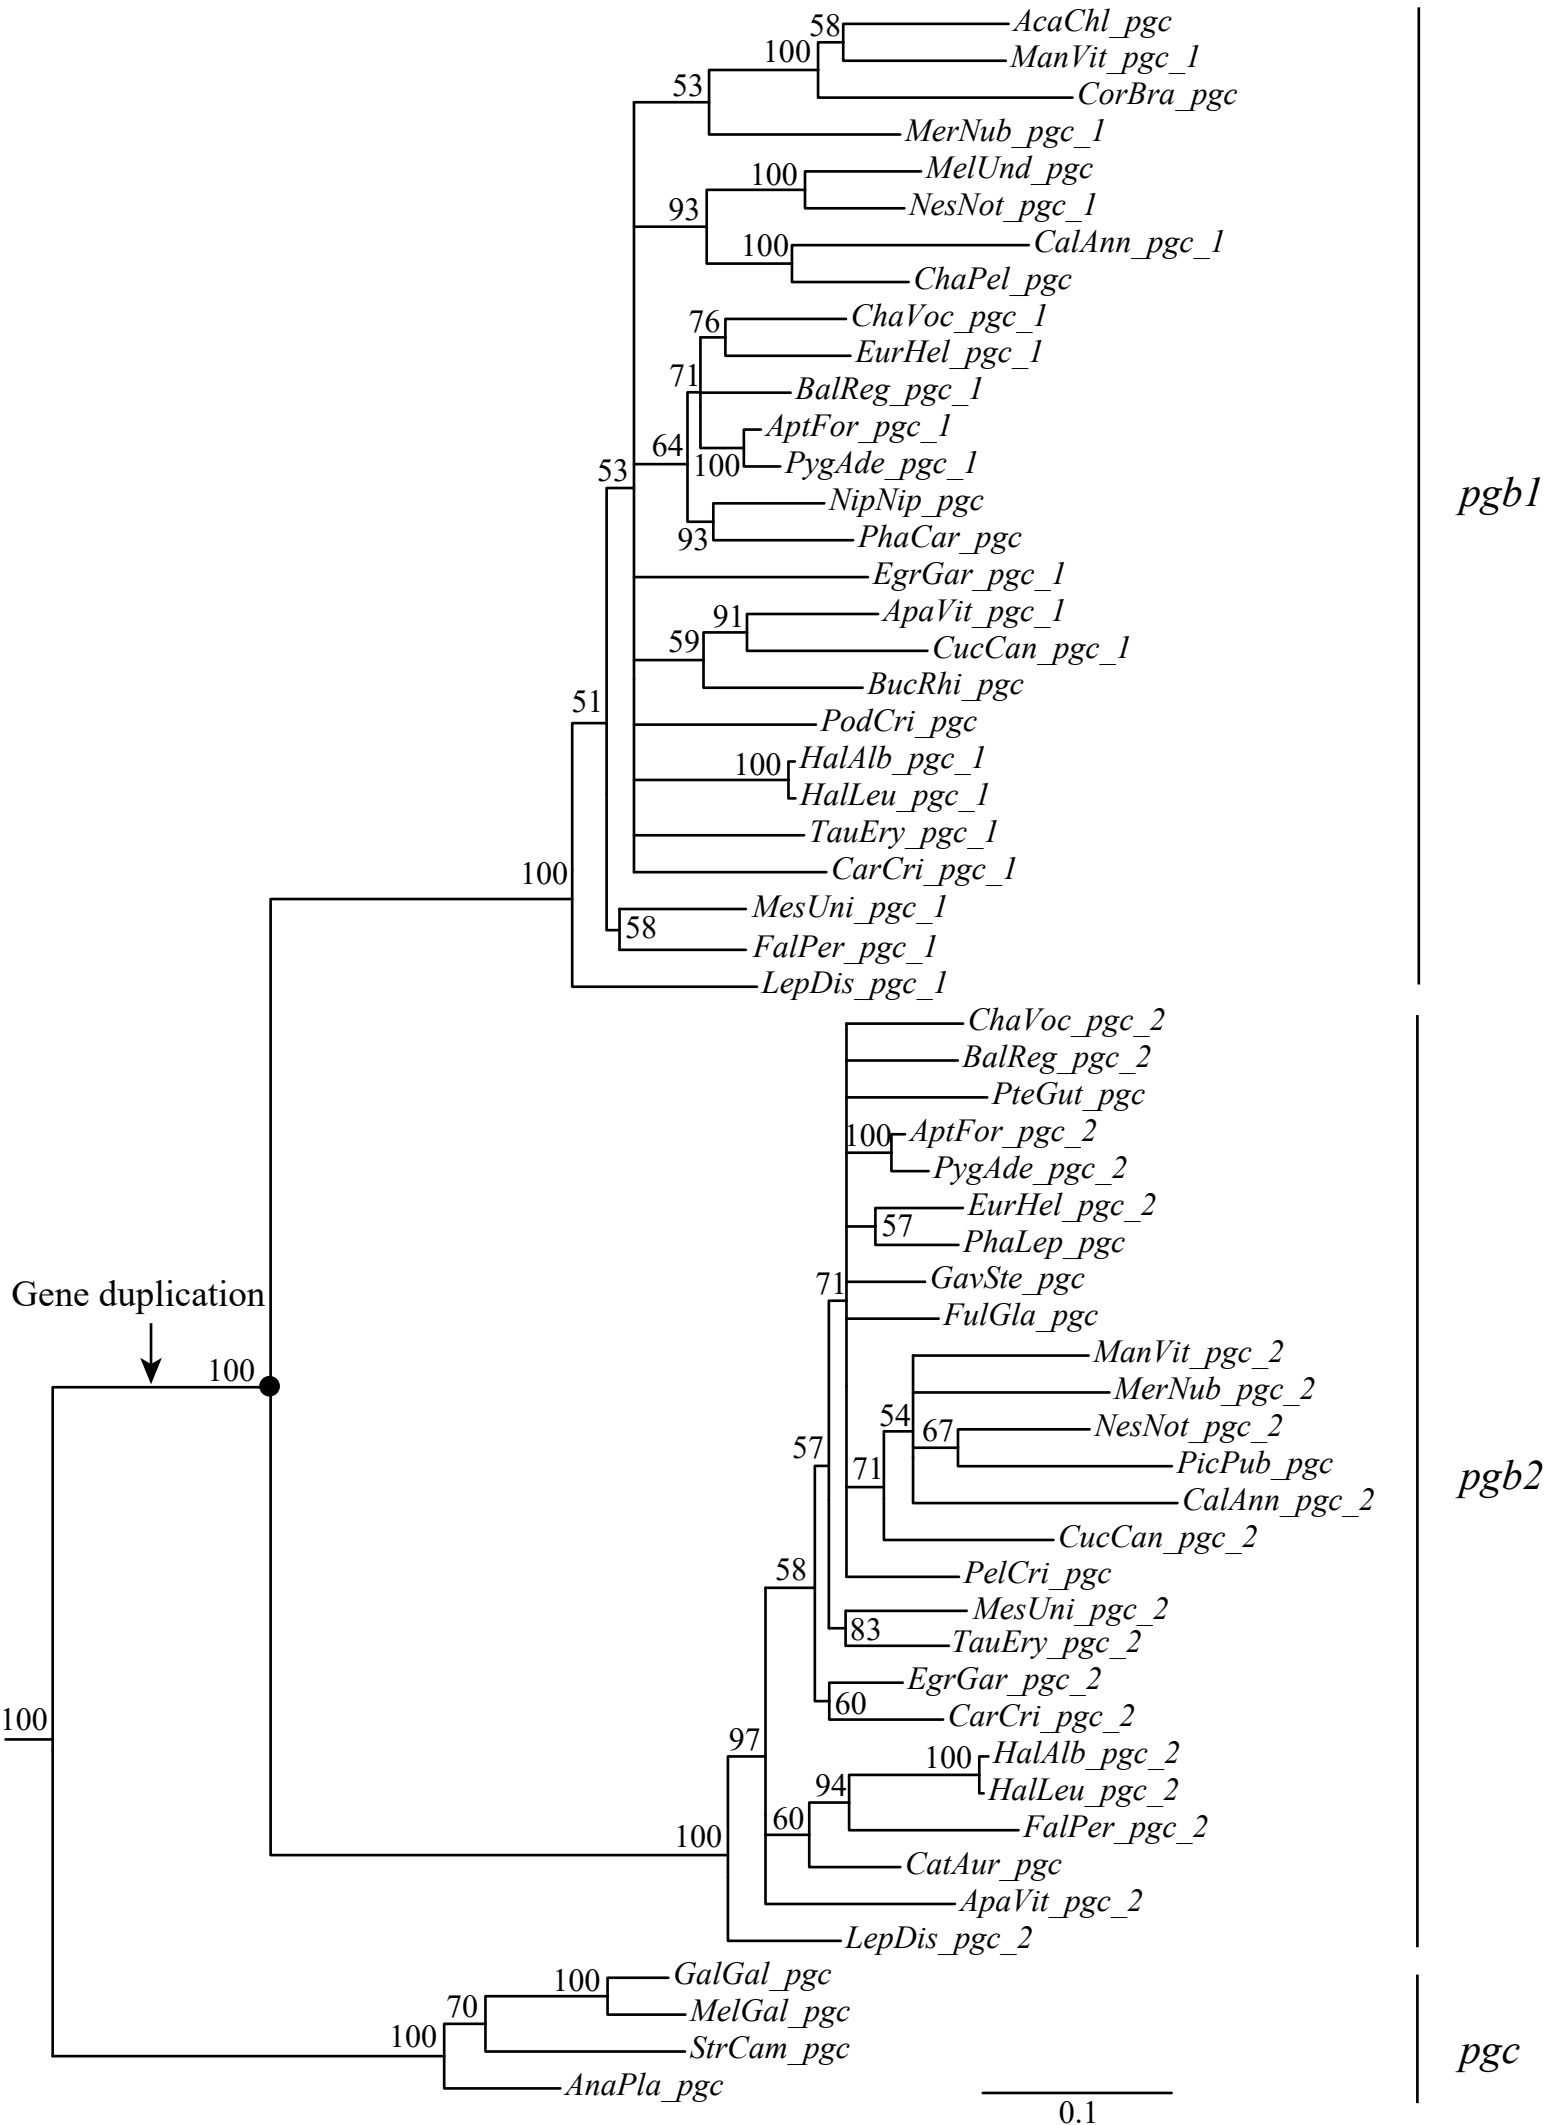 58
AcaChl_pgc
100
ManVit_pgc_1
53
CorBra_pgc
MerNub_pgc_1
100
MelUnd_pgc
93
NesNot_pgc_1
100
CalAnn_pgc_1
ChaPel_pgc
76
ChaVoc_pgc_1
EurHel_pgc_1
71
BalReg_pgc_1
AptFor_pgc_1
64
100
PygAde_pgc_1
53
NipNip_pgc
pgb1
93
PhaCar_pgc
EgrGar_pgc_1
91
ApaVit_pgc_1
59
CucCan_pgc_1
BucRhi_pgc
51
PodCri_pgc
100
HalAlb_pgc_1
HalLeu_pgc_1
TauEry_pgc_1
100
CarCri_pgc_1
MesUni_pgc_1
58
FalPer_pgc_1
LepDis_pgc_1
ChaVoc_pgc_2
BalReg_pgc_2
PteGut_pgc
100
AptFor_pgc_2
PygAde_pgc_2
EurHel_pgc_2
57
PhaLep_pgc
71
GavSte_pgc
Gene duplication
FulGla_pgc
100
ManVit_pgc_2
MerNub_pgc_2
54
67
NesNot_pgc_2
57
71
PicPub_pgc
pgb2
CalAnn_pgc_2
CucCan_pgc_2
58
PelCri_pgc
MesUni_pgc_2
83
TauEry_pgc_2
EgrGar_pgc_2
60
100
CarCri_pgc_2
97
100
HalAlb_pgc_2
94
HalLeu_pgc_2
60
FalPer_pgc_2
100
CatAur_pgc
ApaVit_pgc_2
LepDis_pgc_2
100
GalGal_pgc
70
MelGal_pgc
100
StrCam_pgc
pgc
AnaPla_pgc
0.1